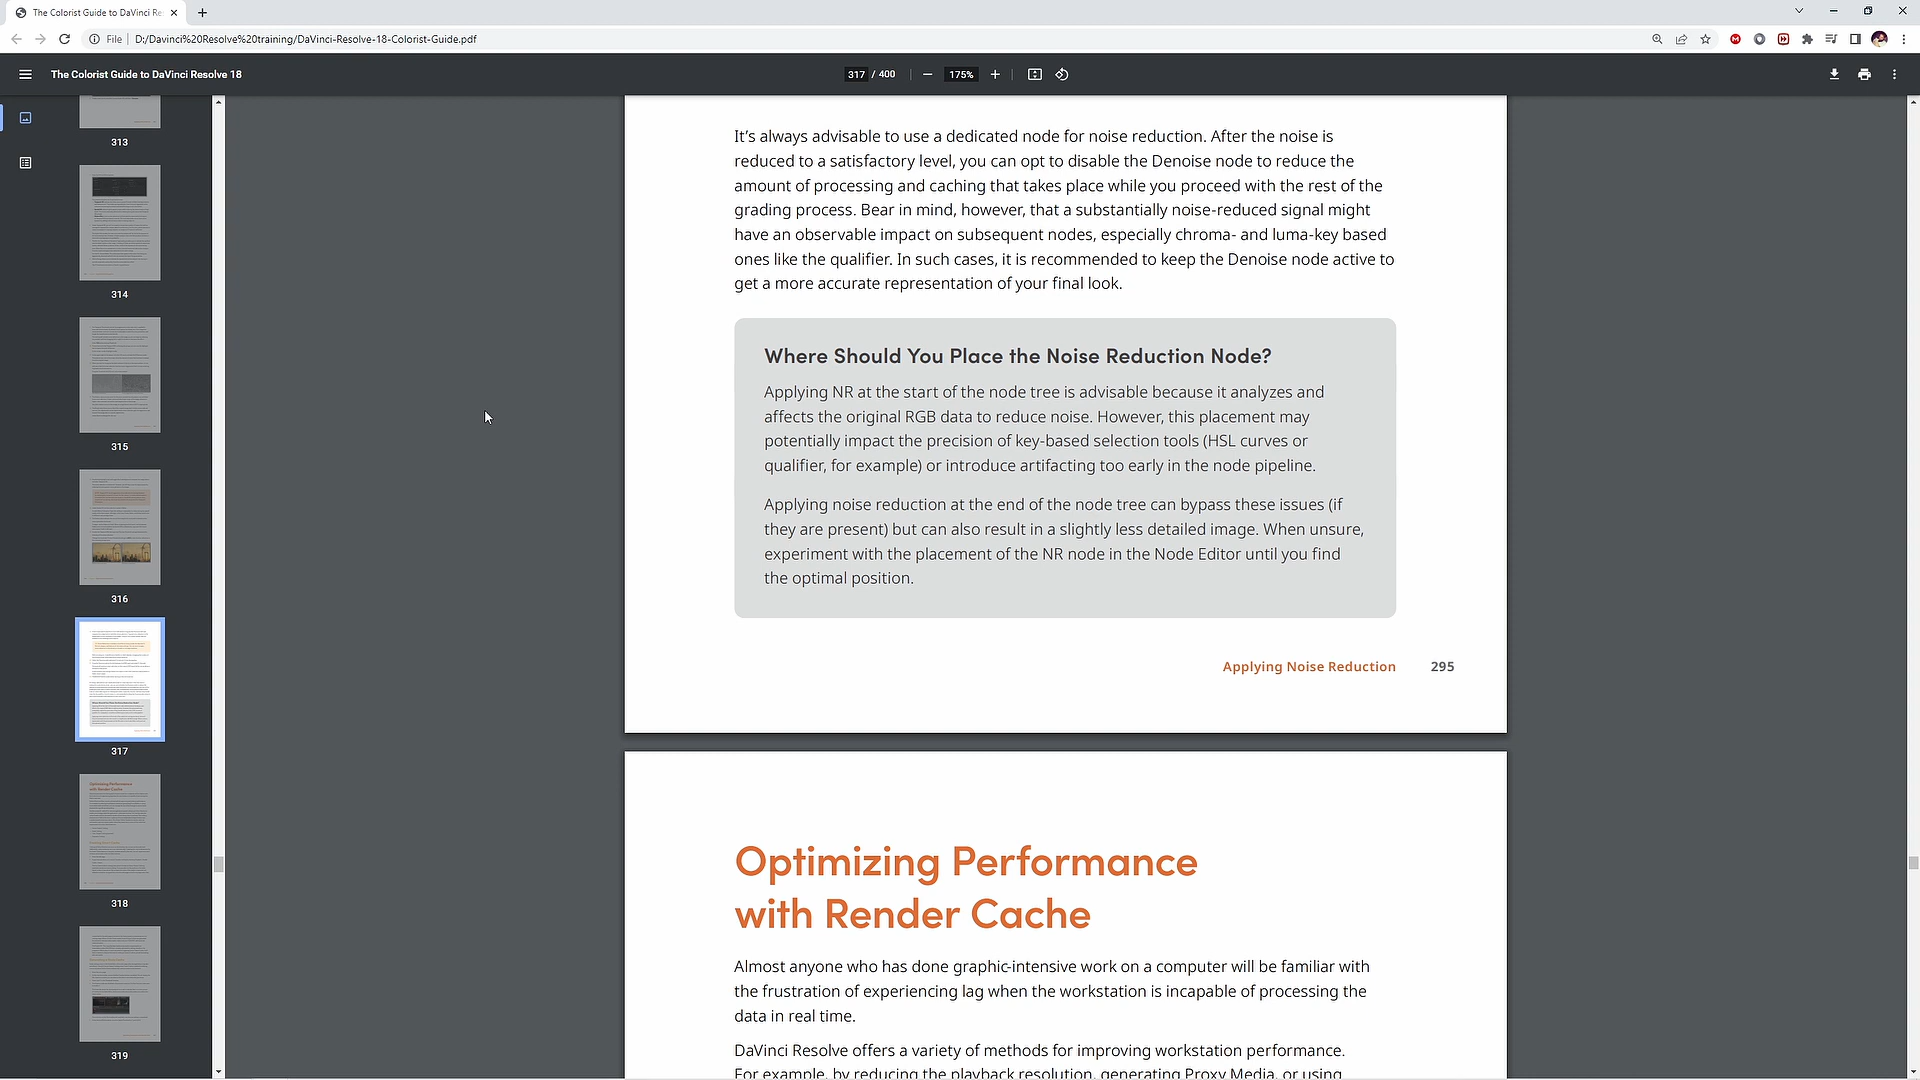 The Colorist Guide to DaVinci Re
File
D:/Davinci%20Resolve%20training/DaVinci-Resolve-18-Colorist-Guide.pdf
The Colorist Guide to DaVinci Resolve 18
317 / 400
175%
313
314
315
316
317
318
319
It’s always advisable to use a dedicated node for noise reduction. After the noise is
reduced to a satisfactory level, you can opt to disable the Denoise node to reduce the
amount of processing and caching that takes place while you proceed with the rest of the
grading process. Bear in mind, however, that a substantially noise-reduced signal might
have an observable impact on subsequent nodes, especially chroma- and luma-key based
ones like the qualifier. In such cases, it is recommended to keep the Denoise node active to
get a more accurate representation of your final look.
Where Should You Place the Noise Reduction Node?
Applying NR at the start of the node tree is advisable because it analyzes and
affects the original RGB data to reduce noise. However, this placement may
potentially impact the precision of key-based selection tools (HSL curves or
qualifier, for example) or introduce artifacting too early in the node pipeline.
Applying noise reduction at the end of the node tree can bypass these issues (if
they are present) but can also result in a slightly less detailed image. When unsure,
experiment with the placement of the NR node in the Node Editor until you find
the optimal position.
Applying Noise Reduction 295
Optimizing Performance
with Render Cache
Almost anyone who has done graphic-intensive work on a computer will be familiar with
the frustration of experiencing lag when the workstation is incapable of processing the
data in real time.
DaVinci Resolve offers a variety of methods for improving workstation performance.
For example, by reducing the playback resolution, generating Proxy Media, or using